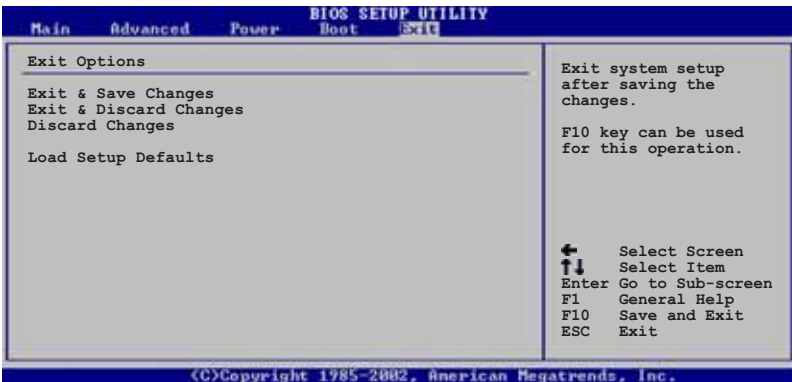 BIOS SETUP UTILITY
Main Advanced Power Boot Exit
Exit Options
Exit & Save Changes
Exit & Discard Changes
Discard Changes
Load Setup Defaults
Exit system setup
after saving the
changes.
F10 key can be used
for this operation.
← Select Screen
↑↓ Select Item
Enter Go to Sub-screen
F1 General Help
F10 Save and Exit
ESC Exit
(C)Copyright 1985-2002, American Megatrends, Inc.